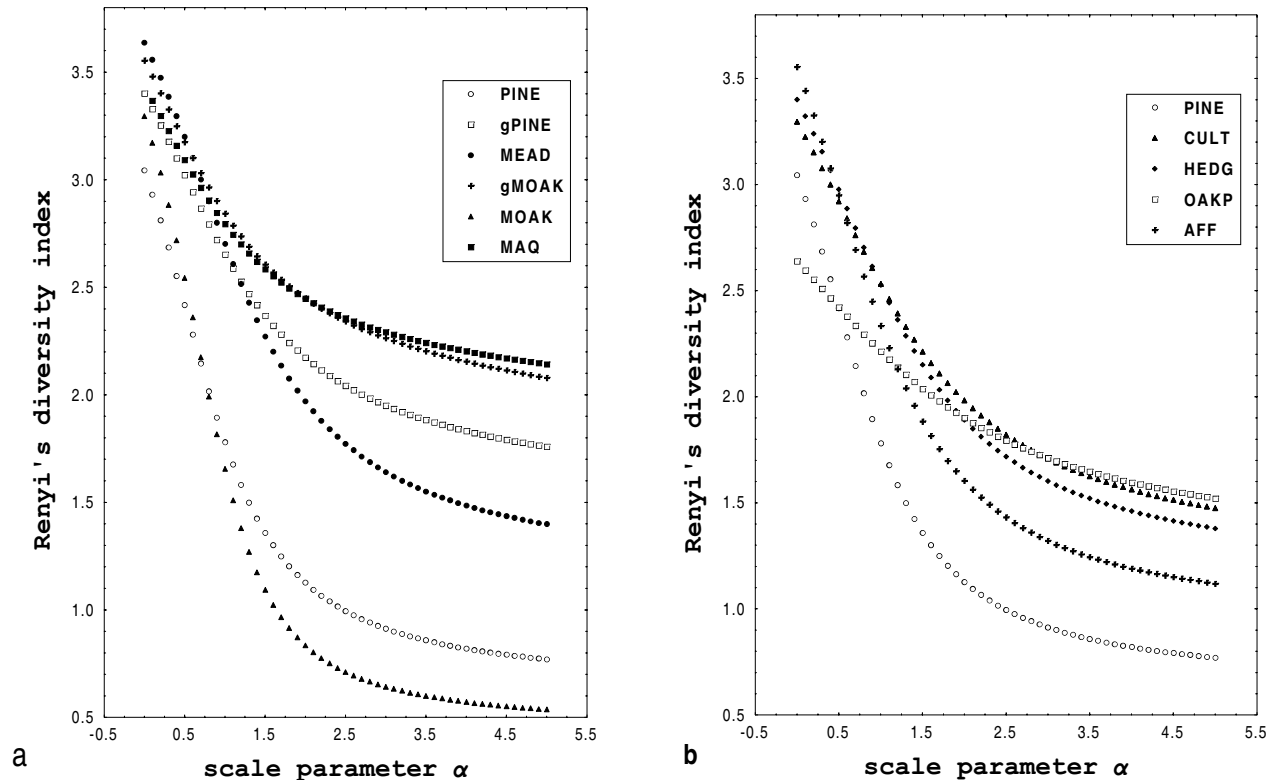 Renyi's diversity index
3.5
3.0
2.5
2.0
1.5
1.0
0.5
-0.5 0.5 1.5 2.5 3.5 4.5 5.5
scale parameter α
PINE
gPINE
MEAD
gMOAK
MOAK
MAQ
a
Renyi's diversity index
3.5
3.0
2.5
2.0
1.5
1.0
0.5
-0.5 0.5 1.5 2.5 3.5 4.5 5.5
scale parameter α
PINE
CULT
HEDG
OAKP
AFF
b